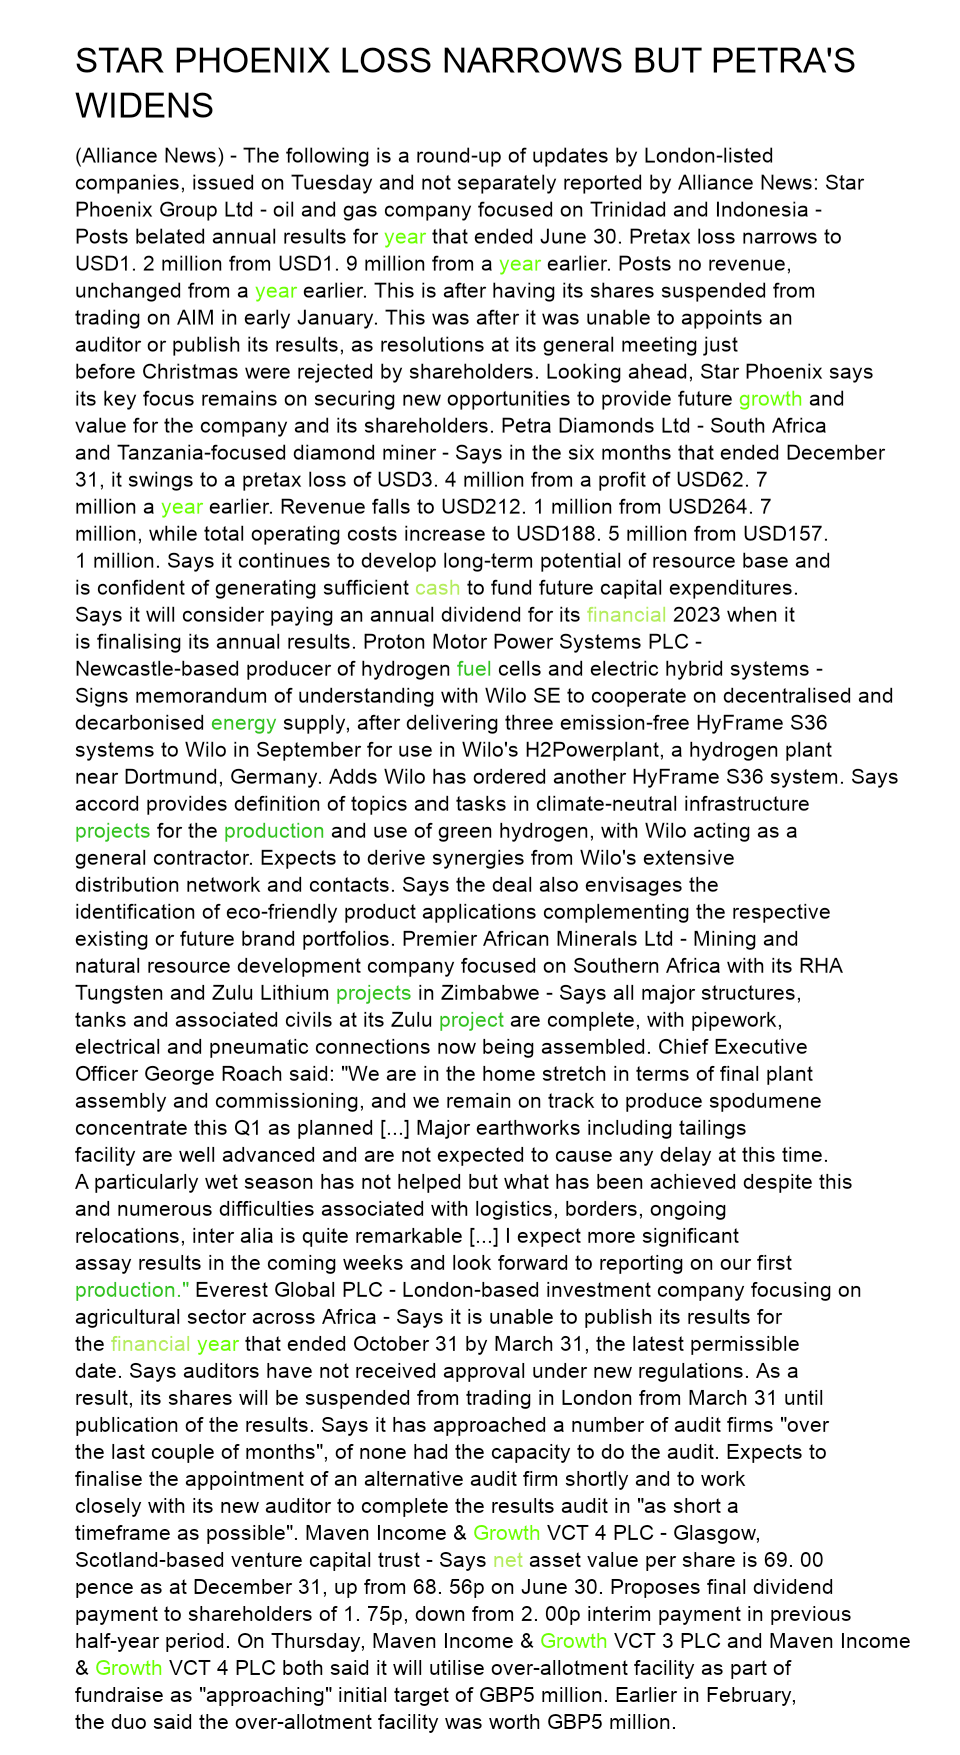 STAR PHOENIX LOSS NARROWS BUT PETRA'S
WIDENS
(Alliance News) - The following is a round-up of updates by London-listed
companies, issued on Tuesday and not separately reported by Alliance News: Star
Phoenix Group Ltd - oil and gas company focused on Trinidad and Indonesia -
Posts belated annual results for year that ended June 30. Pretax loss narrows to
USD1. 2 million from USD1. 9 million from a year earlier. Posts no revenue,
unchanged from a year earlier. This is after having its shares suspended from
trading on AIM in early January. This was after it was unable to appoints an
auditor or publish its results, as resolutions at its general meeting just
before Christmas were rejected by shareholders. Looking ahead, Star Phoenix says
its key focus remains on securing new opportunities to provide future growth and
value for the company and its shareholders. Petra Diamonds Ltd - South Africa
and Tanzania-focused diamond miner - Says in the six months that ended December
31, it swings to a pretax loss of USD3. 4 million from a profit of USD62. 7
million a year earlier. Revenue falls to USD212. 1 million from USD264. 7
million, while total operating costs increase to USD188. 5 million from USD157.
1 million. Says it continues to develop long-term potential of resource base and
is confident of generating sufficient cash to fund future capital expenditures.
Says it will consider paying an annual dividend for its financial 2023 when it
is finalising its annual results. Proton Motor Power Systems PLC -
Newcastle-based producer of hydrogen fuel cells and electric hybrid systems -
Signs memorandum of understanding with Wilo SE to cooperate on decentralised and
decarbonised energy supply, after delivering three emission-free HyFrame S36
systems to Wilo in September for use in Wilo's H2Powerplant, a hydrogen plant
near Dortmund, Germany. Adds Wilo has ordered another HyFrame S36 system. Says
accord provides definition of topics and tasks in climate-neutral infrastructure
projects for the production and use of green hydrogen, with Wilo acting as a
general contractor. Expects to derive synergies from Wilo's extensive
distribution network and contacts. Says the deal also envisages the
identification of eco-friendly product applications complementing the respective
existing or future brand portfolios. Premier African Minerals Ltd - Mining and
natural resource development company focused on Southern Africa with its RHA
Tungsten and Zulu Lithium projects in Zimbabwe - Says all major structures,
tanks and associated civils at its Zulu project are complete, with pipework,
electrical and pneumatic connections now being assembled. Chief Executive
Officer George Roach said: "We are in the home stretch in terms of final plant
assembly and commissioning, and we remain on track to produce spodumene
concentrate this Q1 as planned [...] Major earthworks including tailings
facility are well advanced and are not expected to cause any delay at this time.
A particularly wet season has not helped but what has been achieved despite this
and numerous difficulties associated with logistics, borders, ongoing
relocations, inter alia is quite remarkable [...] I expect more significant
assay results in the coming weeks and look forward to reporting on our first
production." Everest Global PLC - London-based investment company focusing on
agricultural sector across Africa - Says it is unable to publish its results for
the financial year that ended October 31 by March 31, the latest permissible
date. Says auditors have not received approval under new regulations. As a
result, its shares will be suspended from trading in London from March 31 until
publication of the results. Says it has approached a number of audit firms "over
the last couple of months", of none had the capacity to do the audit. Expects to
finalise the appointment of an alternative audit firm shortly and to work
closely with its new auditor to complete the results audit in "as short a
timeframe as possible". Maven Income & Growth VCT 4 PLC - Glasgow,
Scotland-based venture capital trust - Says net asset value per share is 69. 00
pence as at December 31, up from 68. 56p on June 30. Proposes final dividend
payment to shareholders of 1. 75p, down from 2. 00p interim payment in previous
half-year period. On Thursday, Maven Income & Growth VCT 3 PLC and Maven Income
& Growth VCT 4 PLC both said it will utilise over-allotment facility as part of
fundraise as "approaching" initial target of GBP5 million. Earlier in February,
the duo said the over-allotment facility was worth GBP5 million.